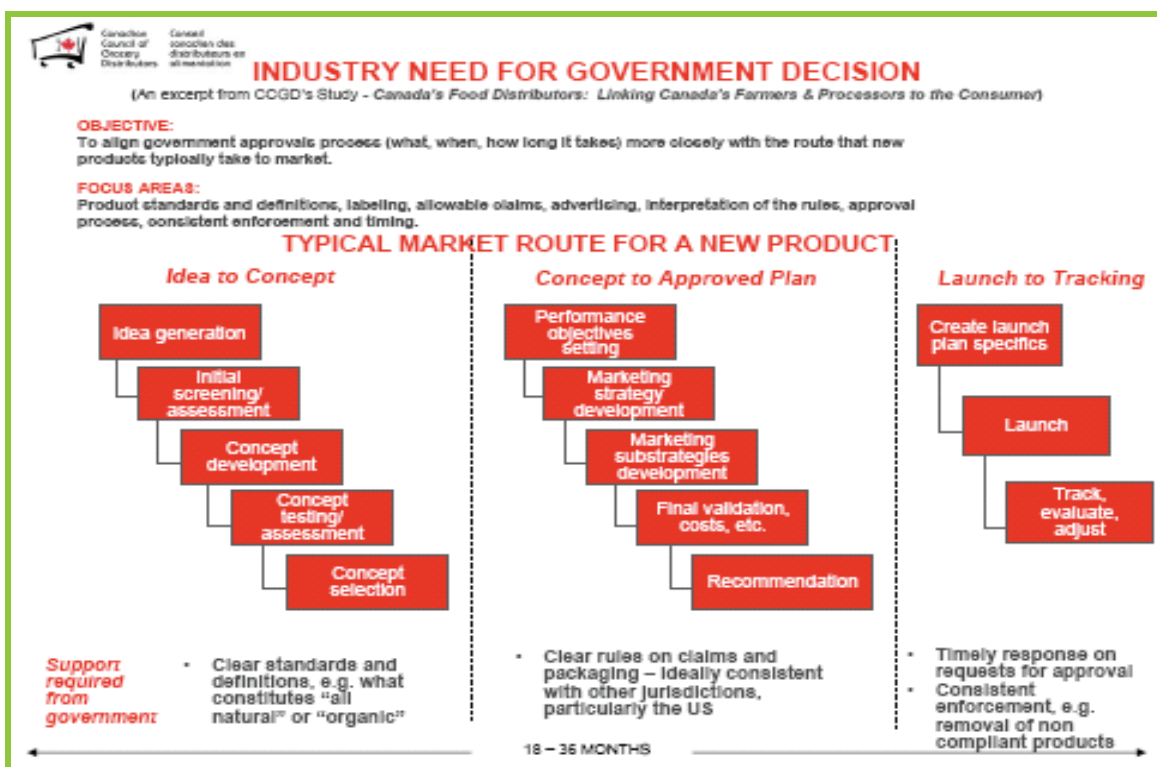 Canadian Council of Grocery Distributors
Conseil canadien des distributeurs en alimentation
INDUSTRY NEED FOR GOVERNMENT DECISION
(An excerpt from CCGD's Study - Canada's Food Distributors: Linking Canada's Farmers & Processors to the Consumer)
OBJECTIVE:
To align government approvals process (what, when, how long it takes) more closely with the route that new
products typically take to market.
FOCUS AREAS:
Product standards and definitions, labeling, allowable claims, advertising, interpretation of the rules, approval
process, consistent enforcement and timing.
TYPICAL MARKET ROUTE FOR A NEW PRODUCT
Idea to Concept
Idea generation
Initial
screening/
assessment
Concept
development
Concept
testing/
assessment
Concept
selection
Concept to Approved Plan
Performance
objectives
setting
Marketing
strategy
development
Marketing
substrategies
development
Final validation,
costs, etc.
Recommendation
Launch to Tracking
Create launch
plan specifics
Launch
Track,
evaluate,
adjust
Support
required
from
government
• Clear standards and
definitions, e.g. what
constitutes “all
natural” or “organic”
• Clear rules on claims and
packaging – ideally consistent
with other jurisdictions,
particularly the US
• Timely response on
requests for approval
• Consistent
enforcement, e.g.
removal of non
compliant products
18 – 36 MONTHS